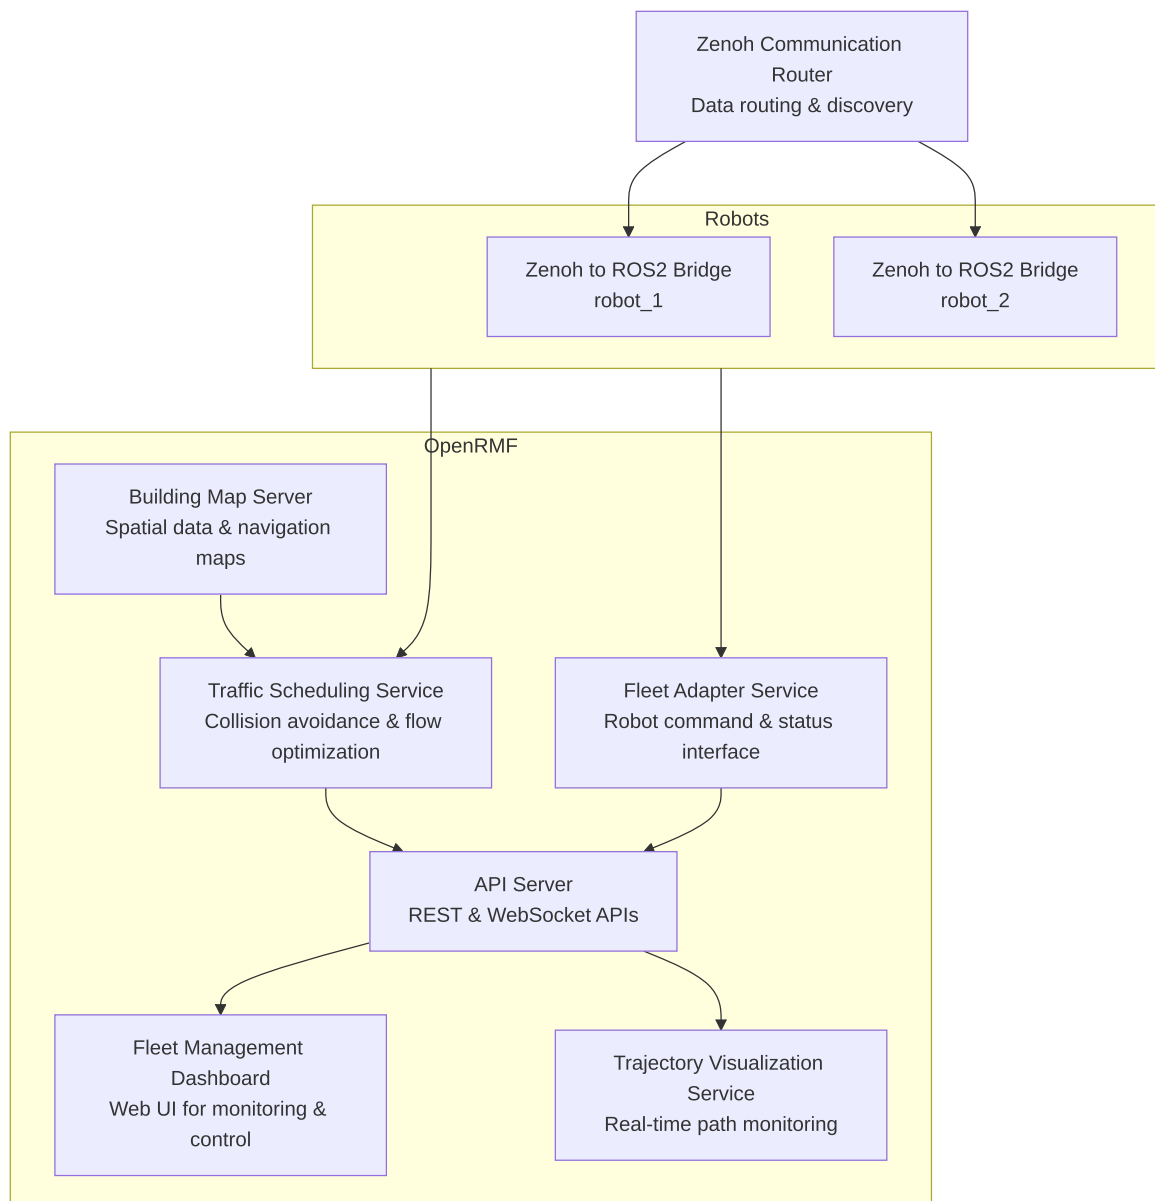 Zenoh Communication
Router
Data routing & discovery
Robots
Zenoh to ROS2 Bridge
robot_1
Zenoh to ROS2 Bridge
robot_2
OpenRMF
Building Map Server
Spatial data & navigation
maps
Traffic Scheduling Service
Collision avoidance & flow
optimization
Fleet Adapter Service
Robot command & status
interface
API Server
REST & WebSocket APIs
Fleet Management
Dashboard
Web UI for monitoring &
control
Trajectory Visualization
Service
Real-time path monitoring